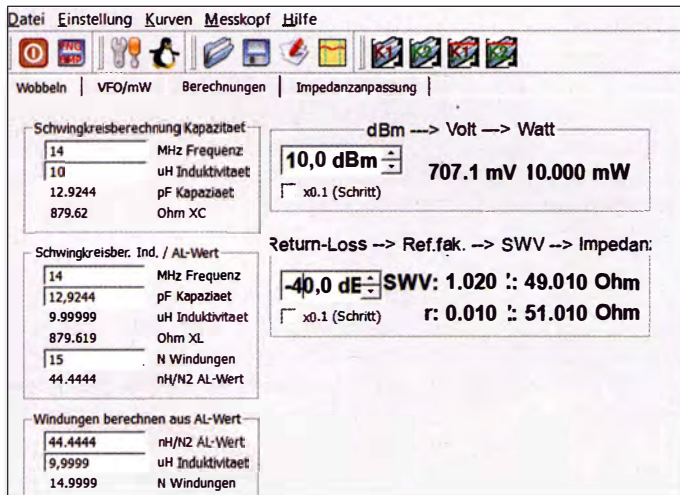 Datei Einstellung Kurven Messkopf Hilfe
K1 K2 K1 K2
Wobbeln VFO/mW Berechnungen Impedanzanpassung
Schwingkreisberechnung Kapazitaet
14 MHz Frequenz
10 uH Induktivitaet
12.9244 pF Kapaziaet
879.62 Ohm XC
dBm ---> Volt ---> Watt
10,0 dBm 707.1 mV 10.000 mW
x0.1 (Schritt)
Schwingkreisber. Ind. / AL-Wert
14 MHz Frequenz
12,9244 pF Kapaziaet
9.99999 uH Induktivitaet
879.619 Ohm XL
15 N Windungen
44.4444 nH/N2 AL-Wert
Return-Loss --> Ref.fak. --> SWV --> Impedan:
-40,0 dE SWV: 1.020 !: 49.010 Ohm
x0.1 (Schritt) r: 0.010 !: 51.010 Ohm
Windungen berechnen aus AL-Wert
44.4444 nH/N2 AL-Wert
9,9999 uH Induktivitaet
14.9999 N Windungen